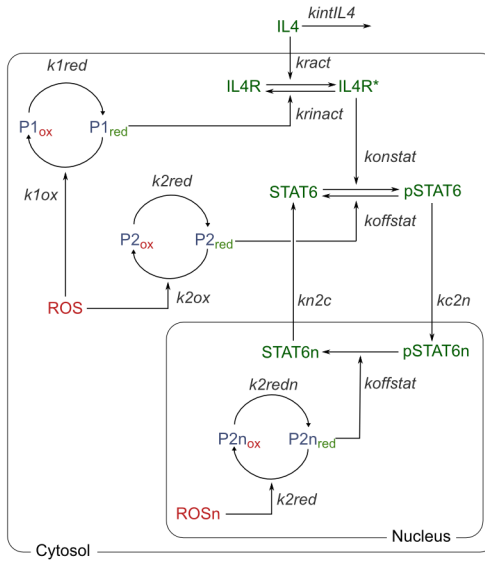 IL4
kintIL4
kract
k1red
IL4R
IL4R*
P1ox
P1red
krinact
konstat
k1ox
k2red
STAT6
pSTAT6
P2ox
P2red
koffstat
ROS
k2ox
kn2c
kc2n
STAT6n
pSTAT6n
k2redn
koffstat
P2nox
P2nred
k2red
ROSn
Nucleus
Cytosol